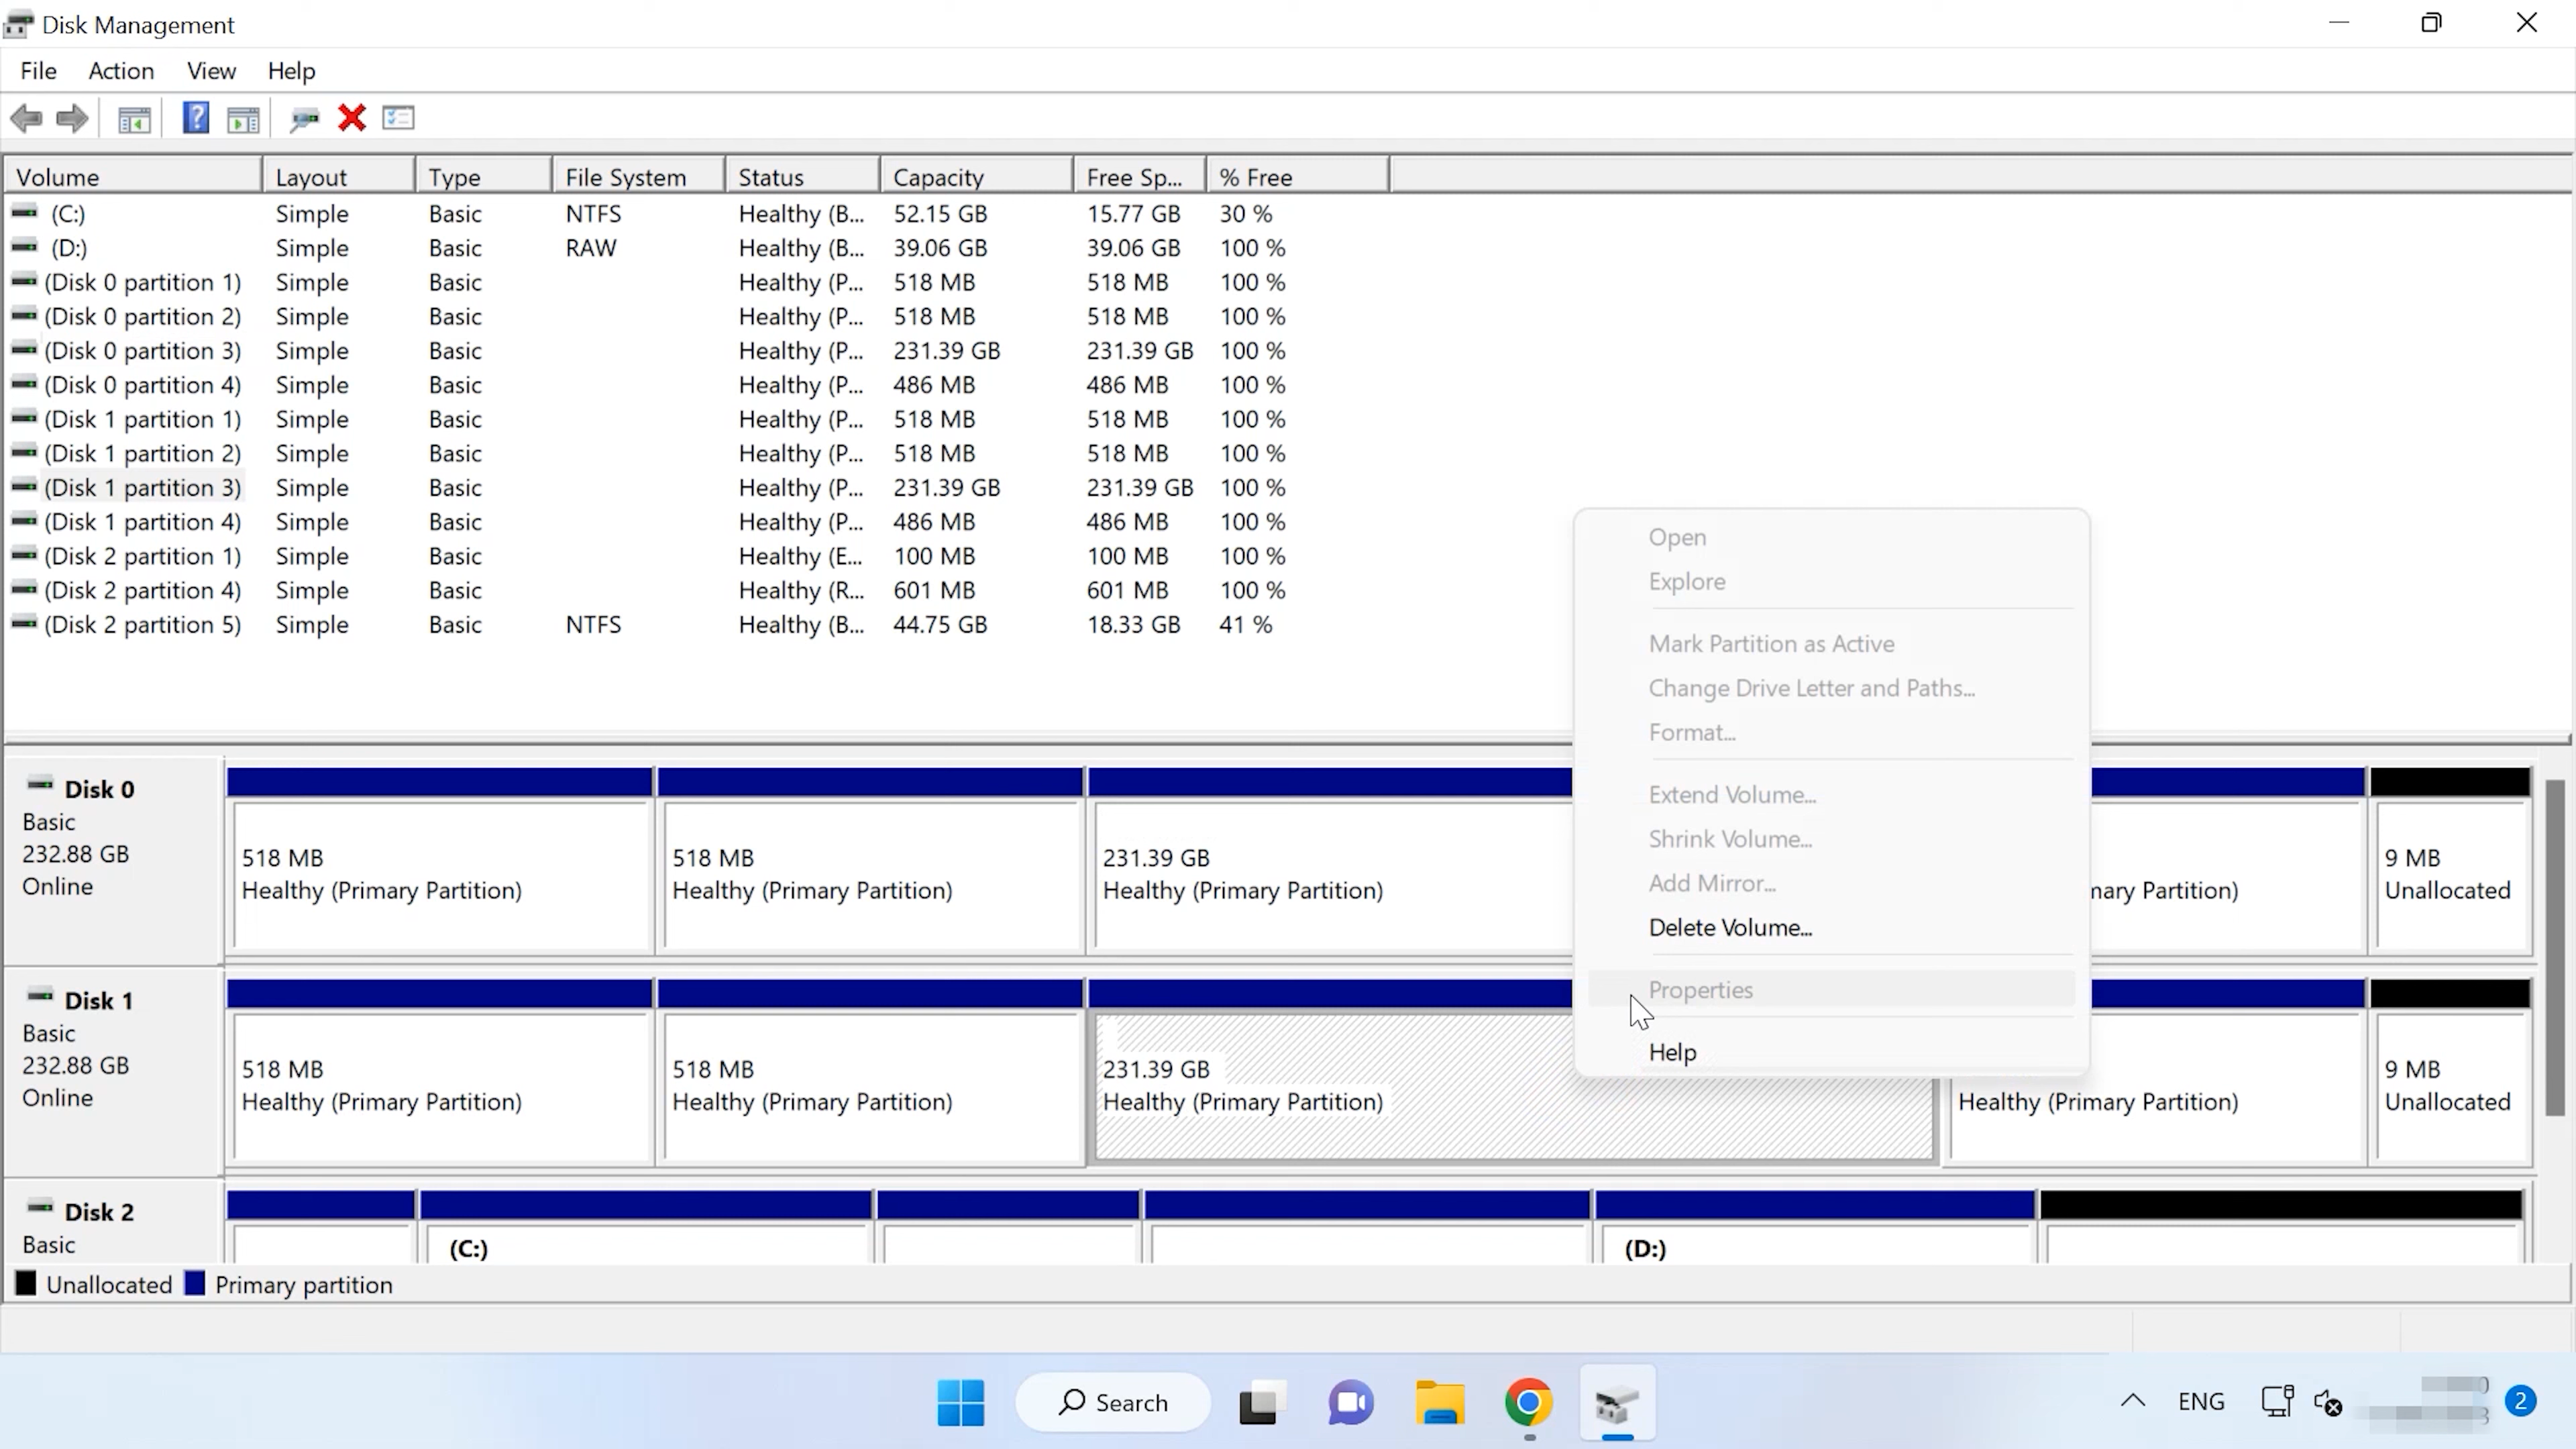 Disk Management
File Action View Help
Volume Layout Type File System Status Capacity Free Sp... % Free
(C:) Simple Basic NTFS Healthy (B... 52.15 GB 15.77 GB 30 %
(D:) Simple Basic RAW Healthy (B... 39.06 GB 39.06 GB 100 %
(Disk 0 partition 1) Simple Basic Healthy (P... 518 MB 518 MB 100 %
(Disk 0 partition 2) Simple Basic Healthy (P... 518 MB 518 MB 100 %
(Disk 0 partition 3) Simple Basic Healthy (P... 231.39 GB 231.39 GB 100 %
(Disk 0 partition 4) Simple Basic Healthy (P... 486 MB 486 MB 100 %
(Disk 1 partition 1) Simple Basic Healthy (P... 518 MB 518 MB 100 %
(Disk 1 partition 2) Simple Basic Healthy (P... 518 MB 518 MB 100 %
(Disk 1 partition 3) Simple Basic Healthy (P... 231.39 GB 231.39 GB 100 %
(Disk 1 partition 4) Simple Basic Healthy (P... 486 MB 486 MB 100 %
(Disk 2 partition 1) Simple Basic Healthy (E... 100 MB 100 MB 100 %
(Disk 2 partition 4) Simple Basic Healthy (R... 601 MB 601 MB 100 %
(Disk 2 partition 5) Simple Basic NTFS Healthy (B... 44.75 GB 18.33 GB 41 %
Open
Explore
Mark Partition as Active
Change Drive Letter and Paths...
Format...
Extend Volume...
Shrink Volume...
Add Mirror...
Delete Volume...
Properties
Help
Disk 0
Basic
232.88 GB
Online
518 MB
Healthy (Primary Partition)
518 MB
Healthy (Primary Partition)
231.39 GB
Healthy (Primary Partition)
mary Partition)
9 MB
Unallocated
Disk 1
Basic
232.88 GB
Online
518 MB
Healthy (Primary Partition)
518 MB
Healthy (Primary Partition)
231.39 GB
Healthy (Primary Partition)
Healthy (Primary Partition)
9 MB
Unallocated
Disk 2
Basic
(C:)
(D:)
Unallocated Primary partition
Search
ENG
2